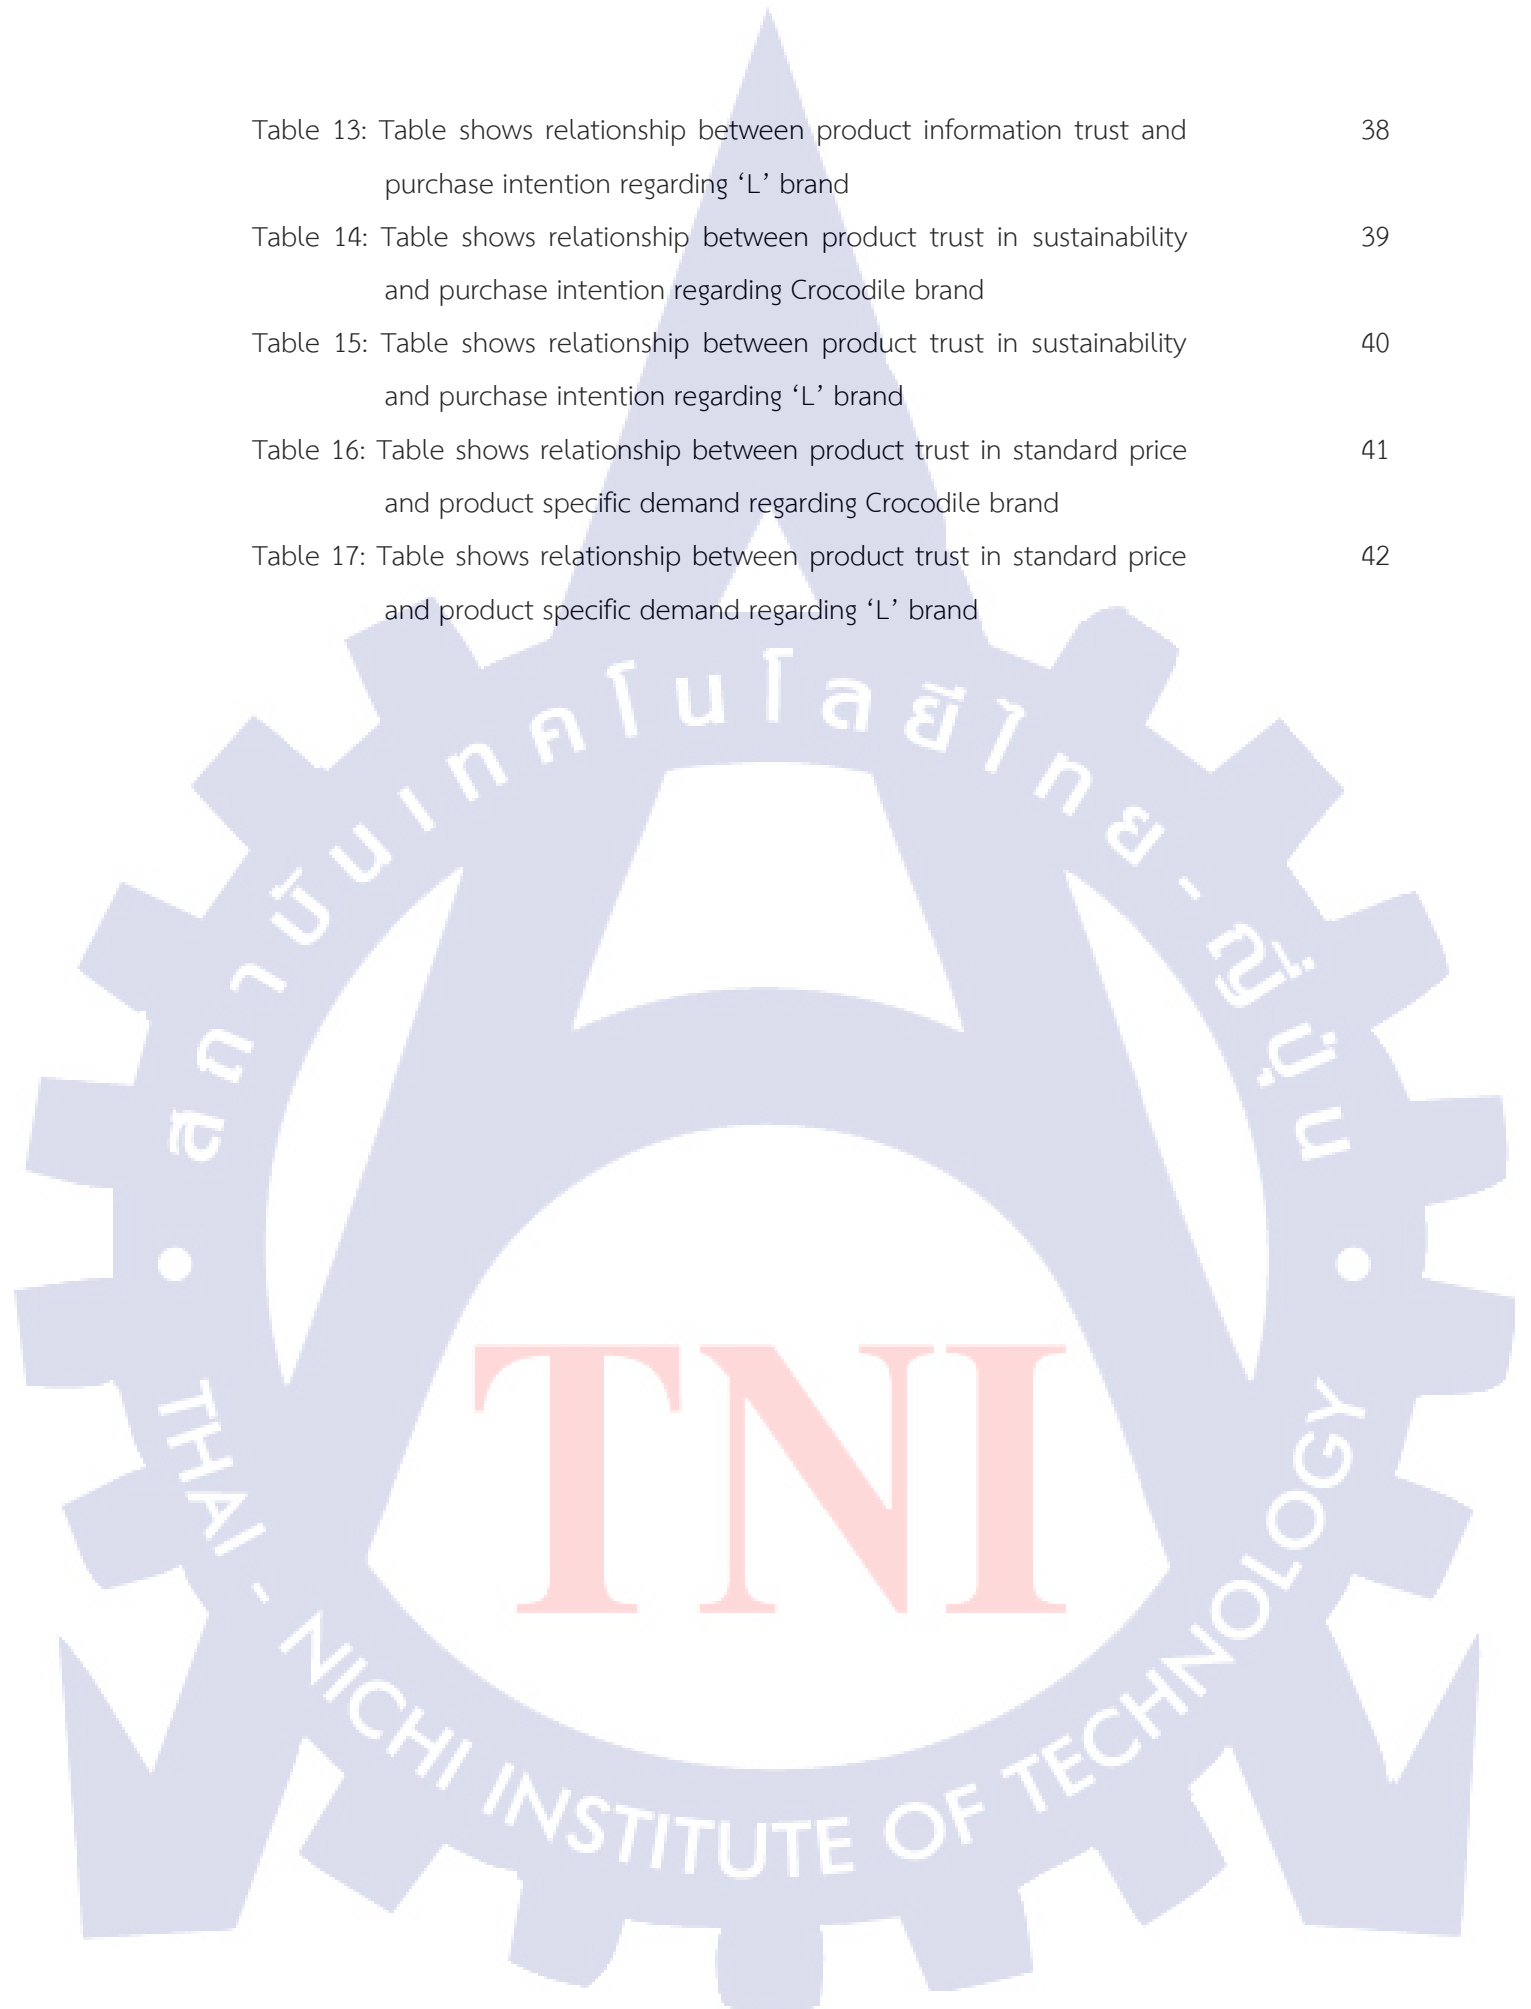 Table 13: Table shows relationship between product information trust and 38
purchase intention regarding ‘L’ brand
Table 14: Table shows relationship between product trust in sustainability 39
and purchase intention regarding Crocodile brand
Table 15: Table shows relationship between product trust in sustainability 40
and purchase intention regarding ‘L’ brand
Table 16: Table shows relationship between product trust in standard price 41
and product specific demand regarding Crocodile brand
Table 17: Table shows relationship between product trust in standard price 42
and product specific demand regarding ‘L’ brand
สถาบันเทคโนโลยีไทย-ญี่ปุ่น
TNI
THAI - NICHI INSTITUTE OF TECHNOLOGY